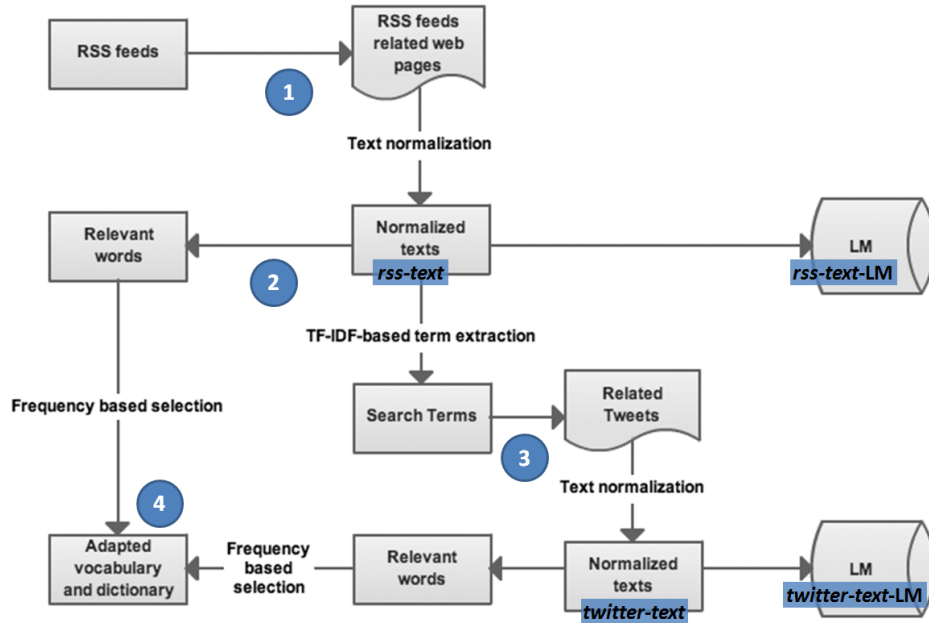 RSS feeds
RSS feeds
related web
pages
1
Text normalization
Relevant
words
Normalized
texts
rss-text
LM
rss-text-LM
2
TF-IDF-based term extraction
Frequency based selection
Search Terms
Related
Tweets
3
Text normalization
4
Adapted
vocabulary
and dictionary
Frequency
based
selection
Relevant
words
Normalized
texts
twitter-text
LM
twitter-text-LM